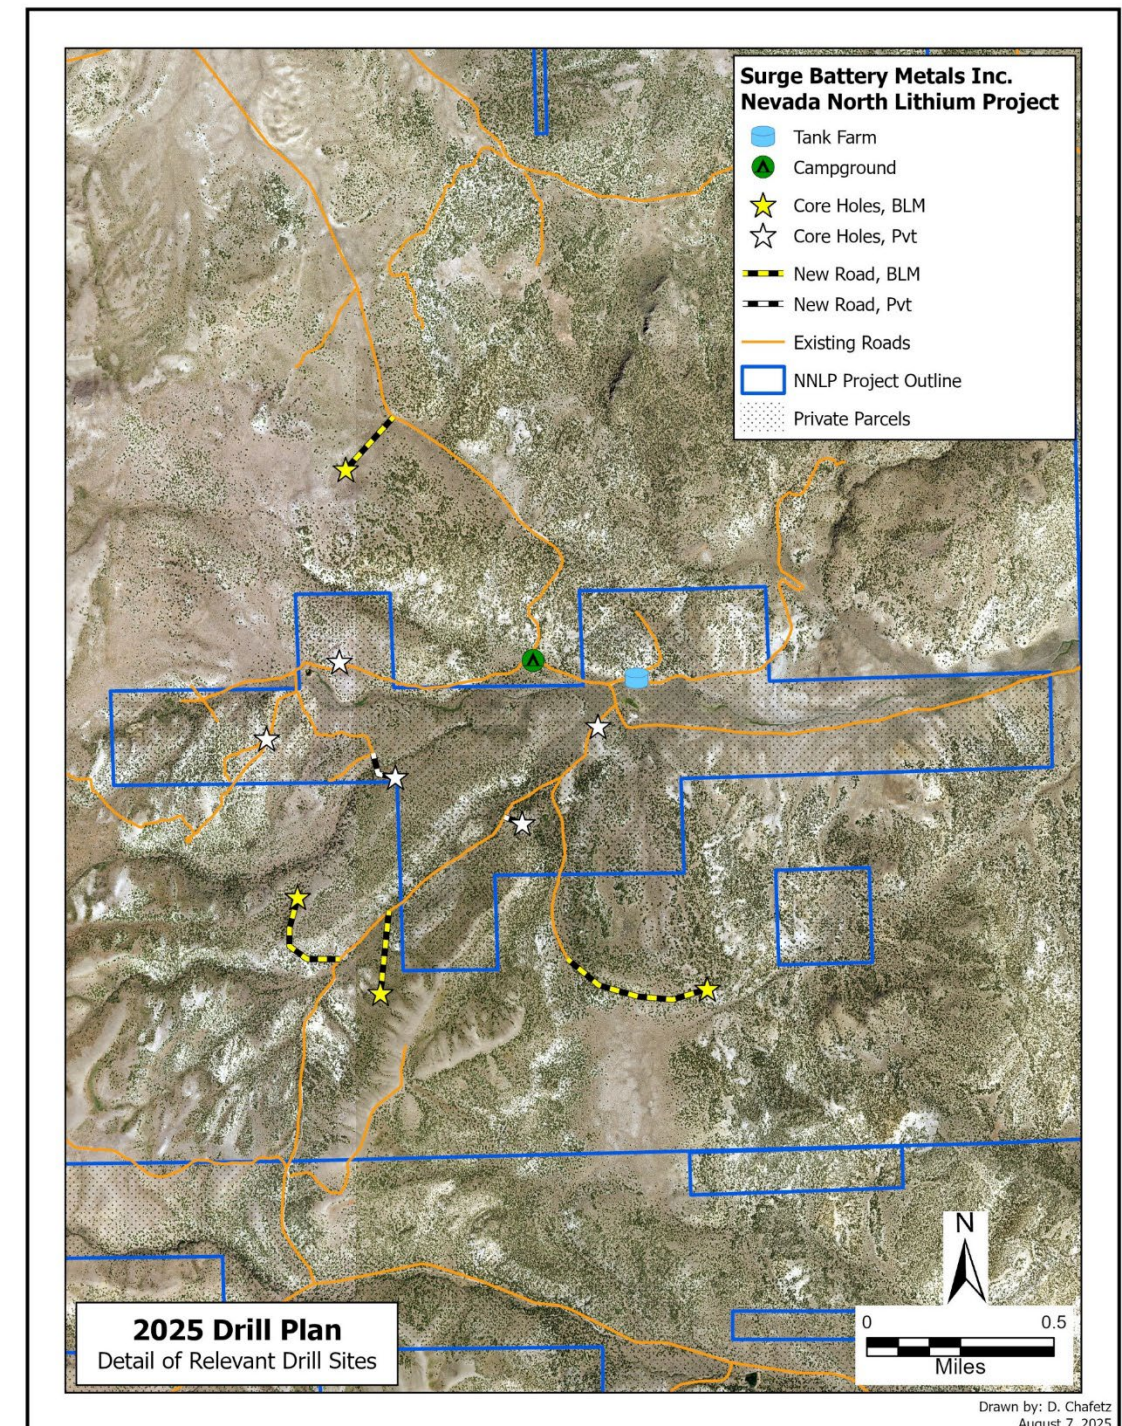 Surge Battery Metals Inc.
Nevada North Lithium Project
Tank Farm
Campground
Core Holes, BLM
Core Holes, Pvt
New Road, BLM
New Road, Pvt
Existing Roads
NNLP Project Outline
Private Parcels
N
0 0.5
Miles
2025 Drill Plan
Detail of Relevant Drill Sites
Drawn by: D. Chafetz
August 7, 2025